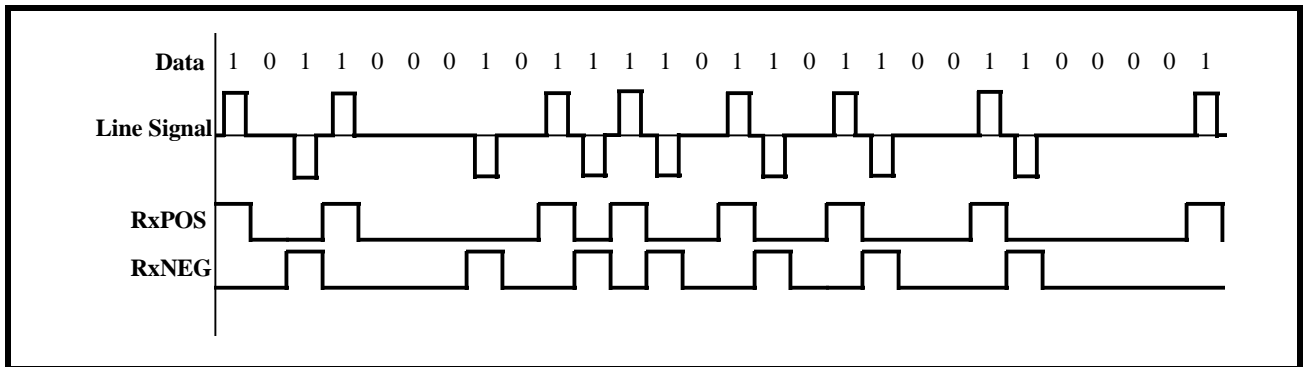 Data 1 0 1 1 0 0 0 1 0 1 1 1 1 0 1 1 0 1 1 0 0 1 1 0 0 0 0 1
Line Signal
RxPOS
RxNEG